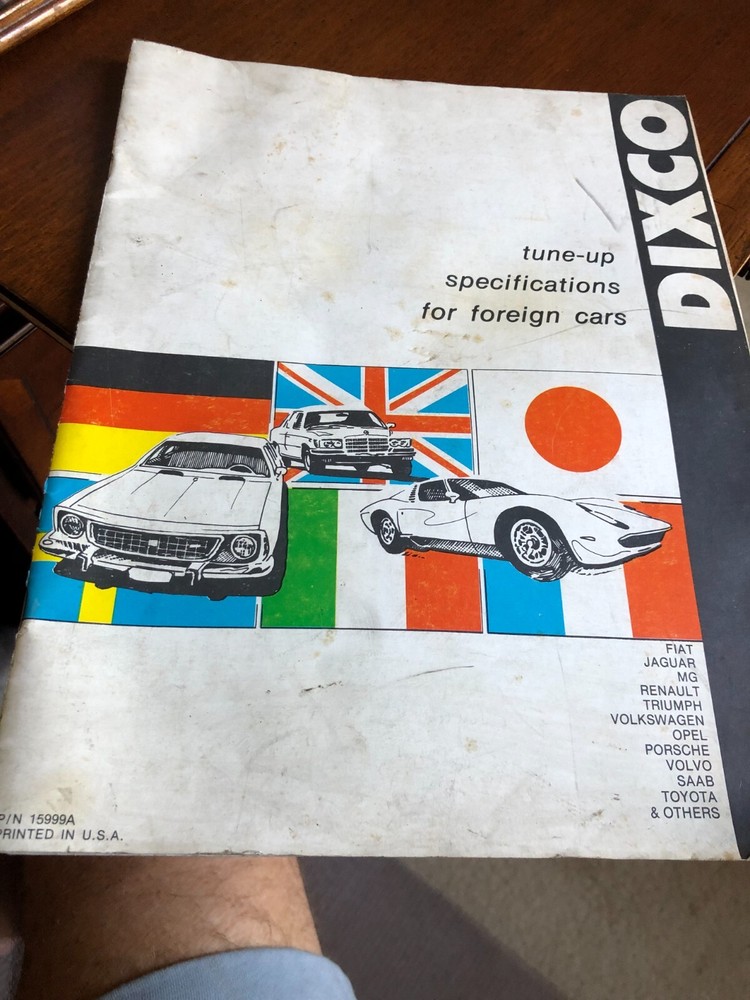 DIXCO
tune-up
specifications
for foreign cars
FIAT
JAGUAR
MG
RENAULT
TRIUMPH
VOLKSWAGEN
OPEL
PORSCHE
VOLVO
SAAB
TOYOTA
& OTHERS
P/N 15999A
PRINTED IN U.S.A.